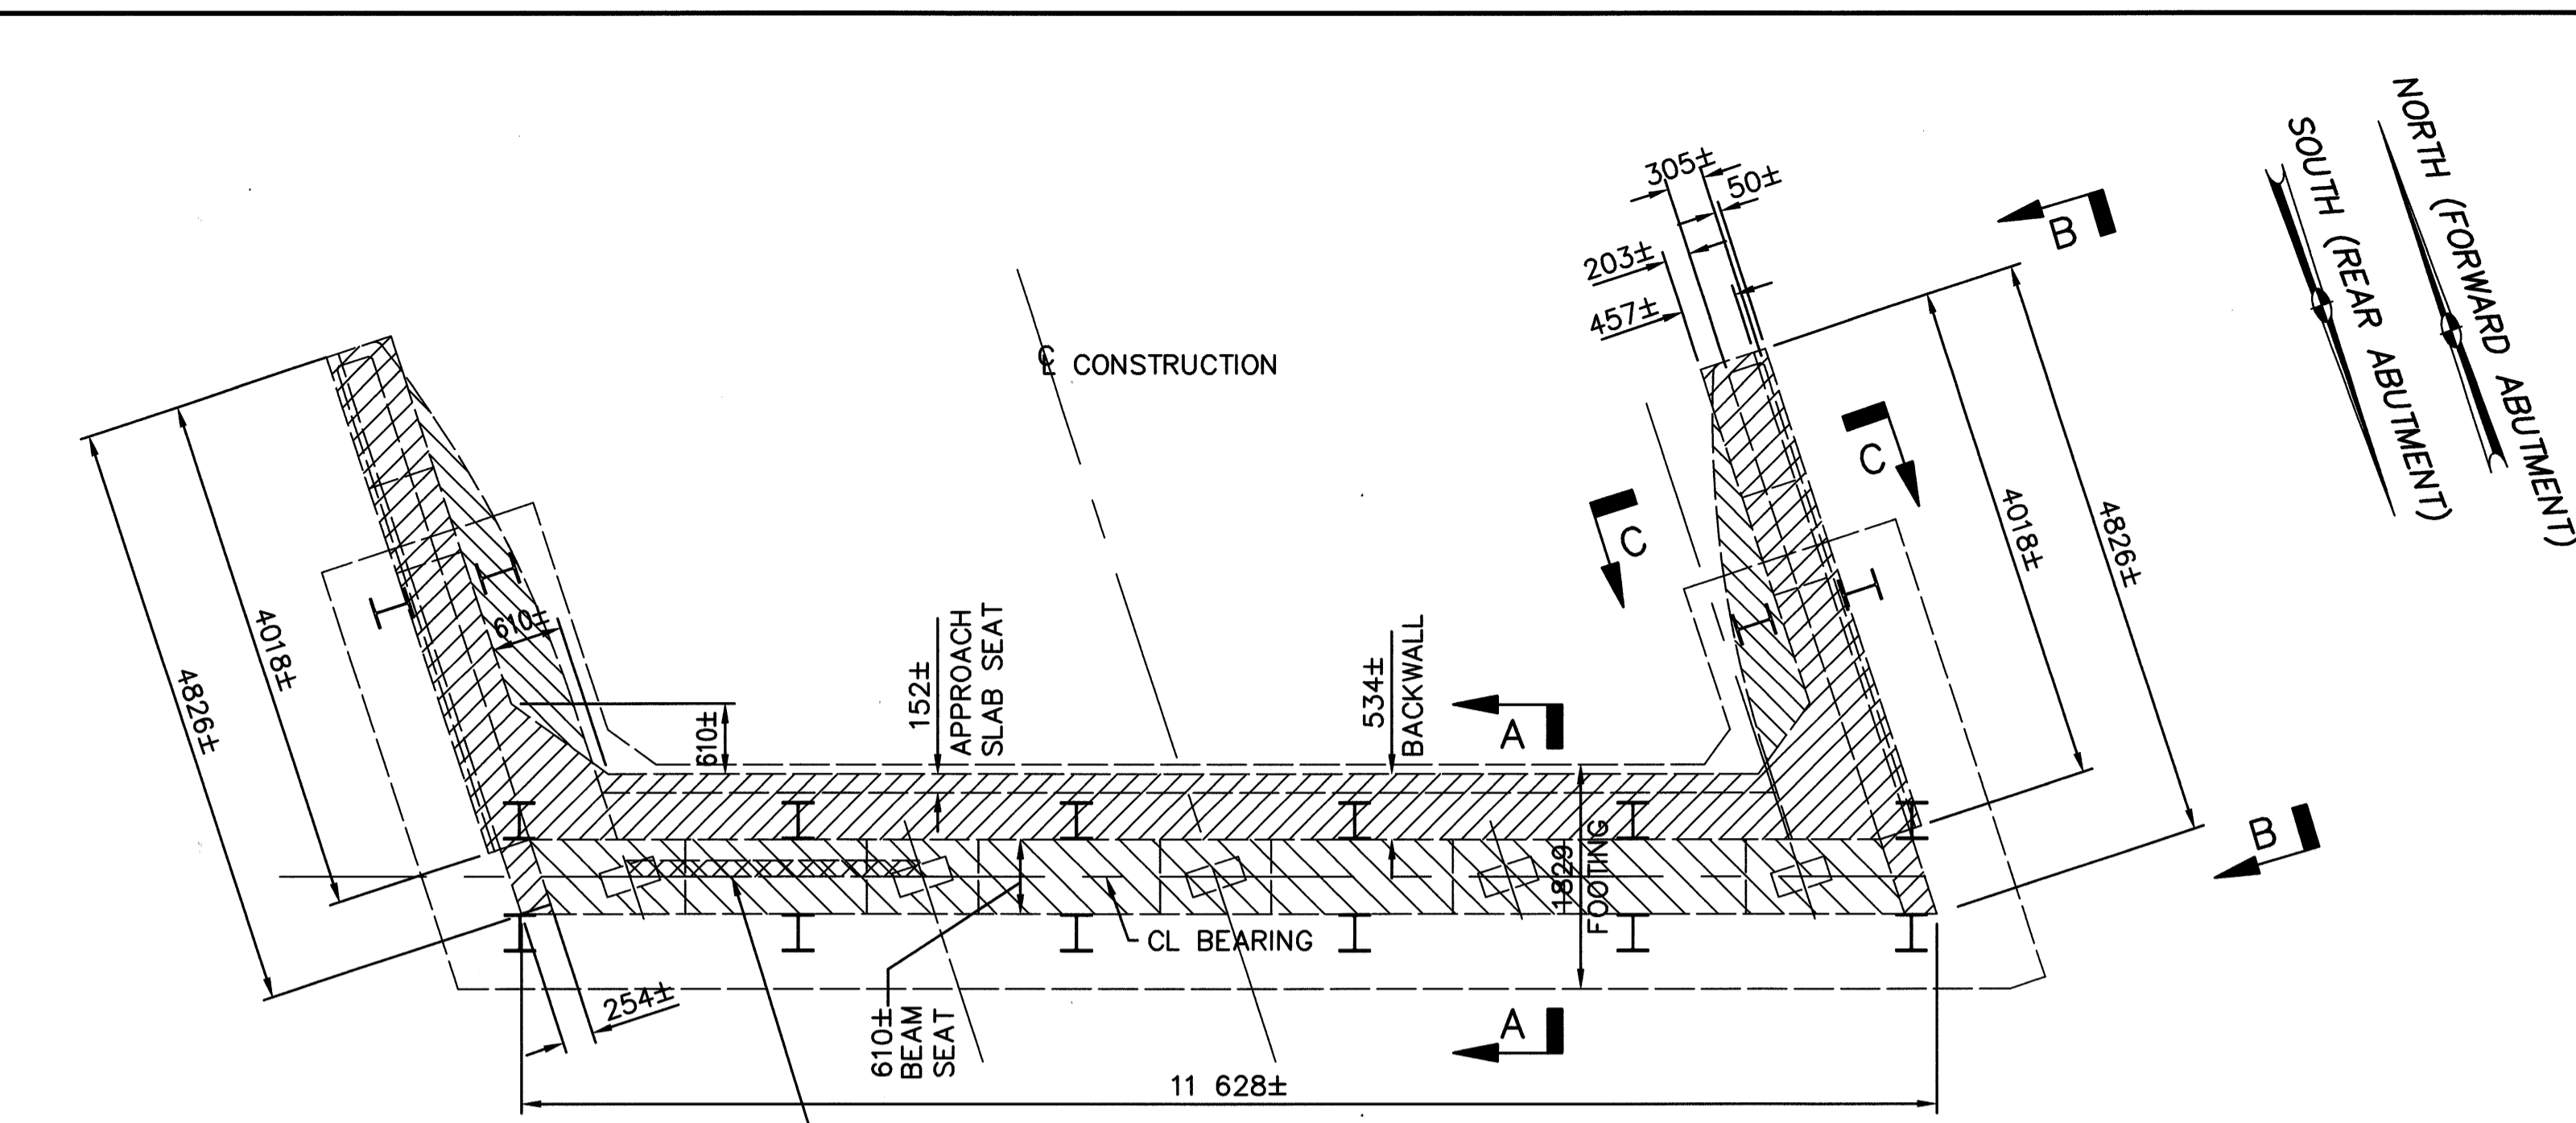 NORTH (FORWARD ABUTMENT)
SOUTH (REAR ABUTMENT)
305±
50±
B
203±
457±
℄ CONSTRUCTION
C
C
4018±
4826±
4018±
4826±
610±
610±
152±
APPROACH
SLAB SEAT
534±
BACKWALL
A
B
1829
FOOTING
CL BEARING
254±
610±
BEAM
SEAT
A
11 628±